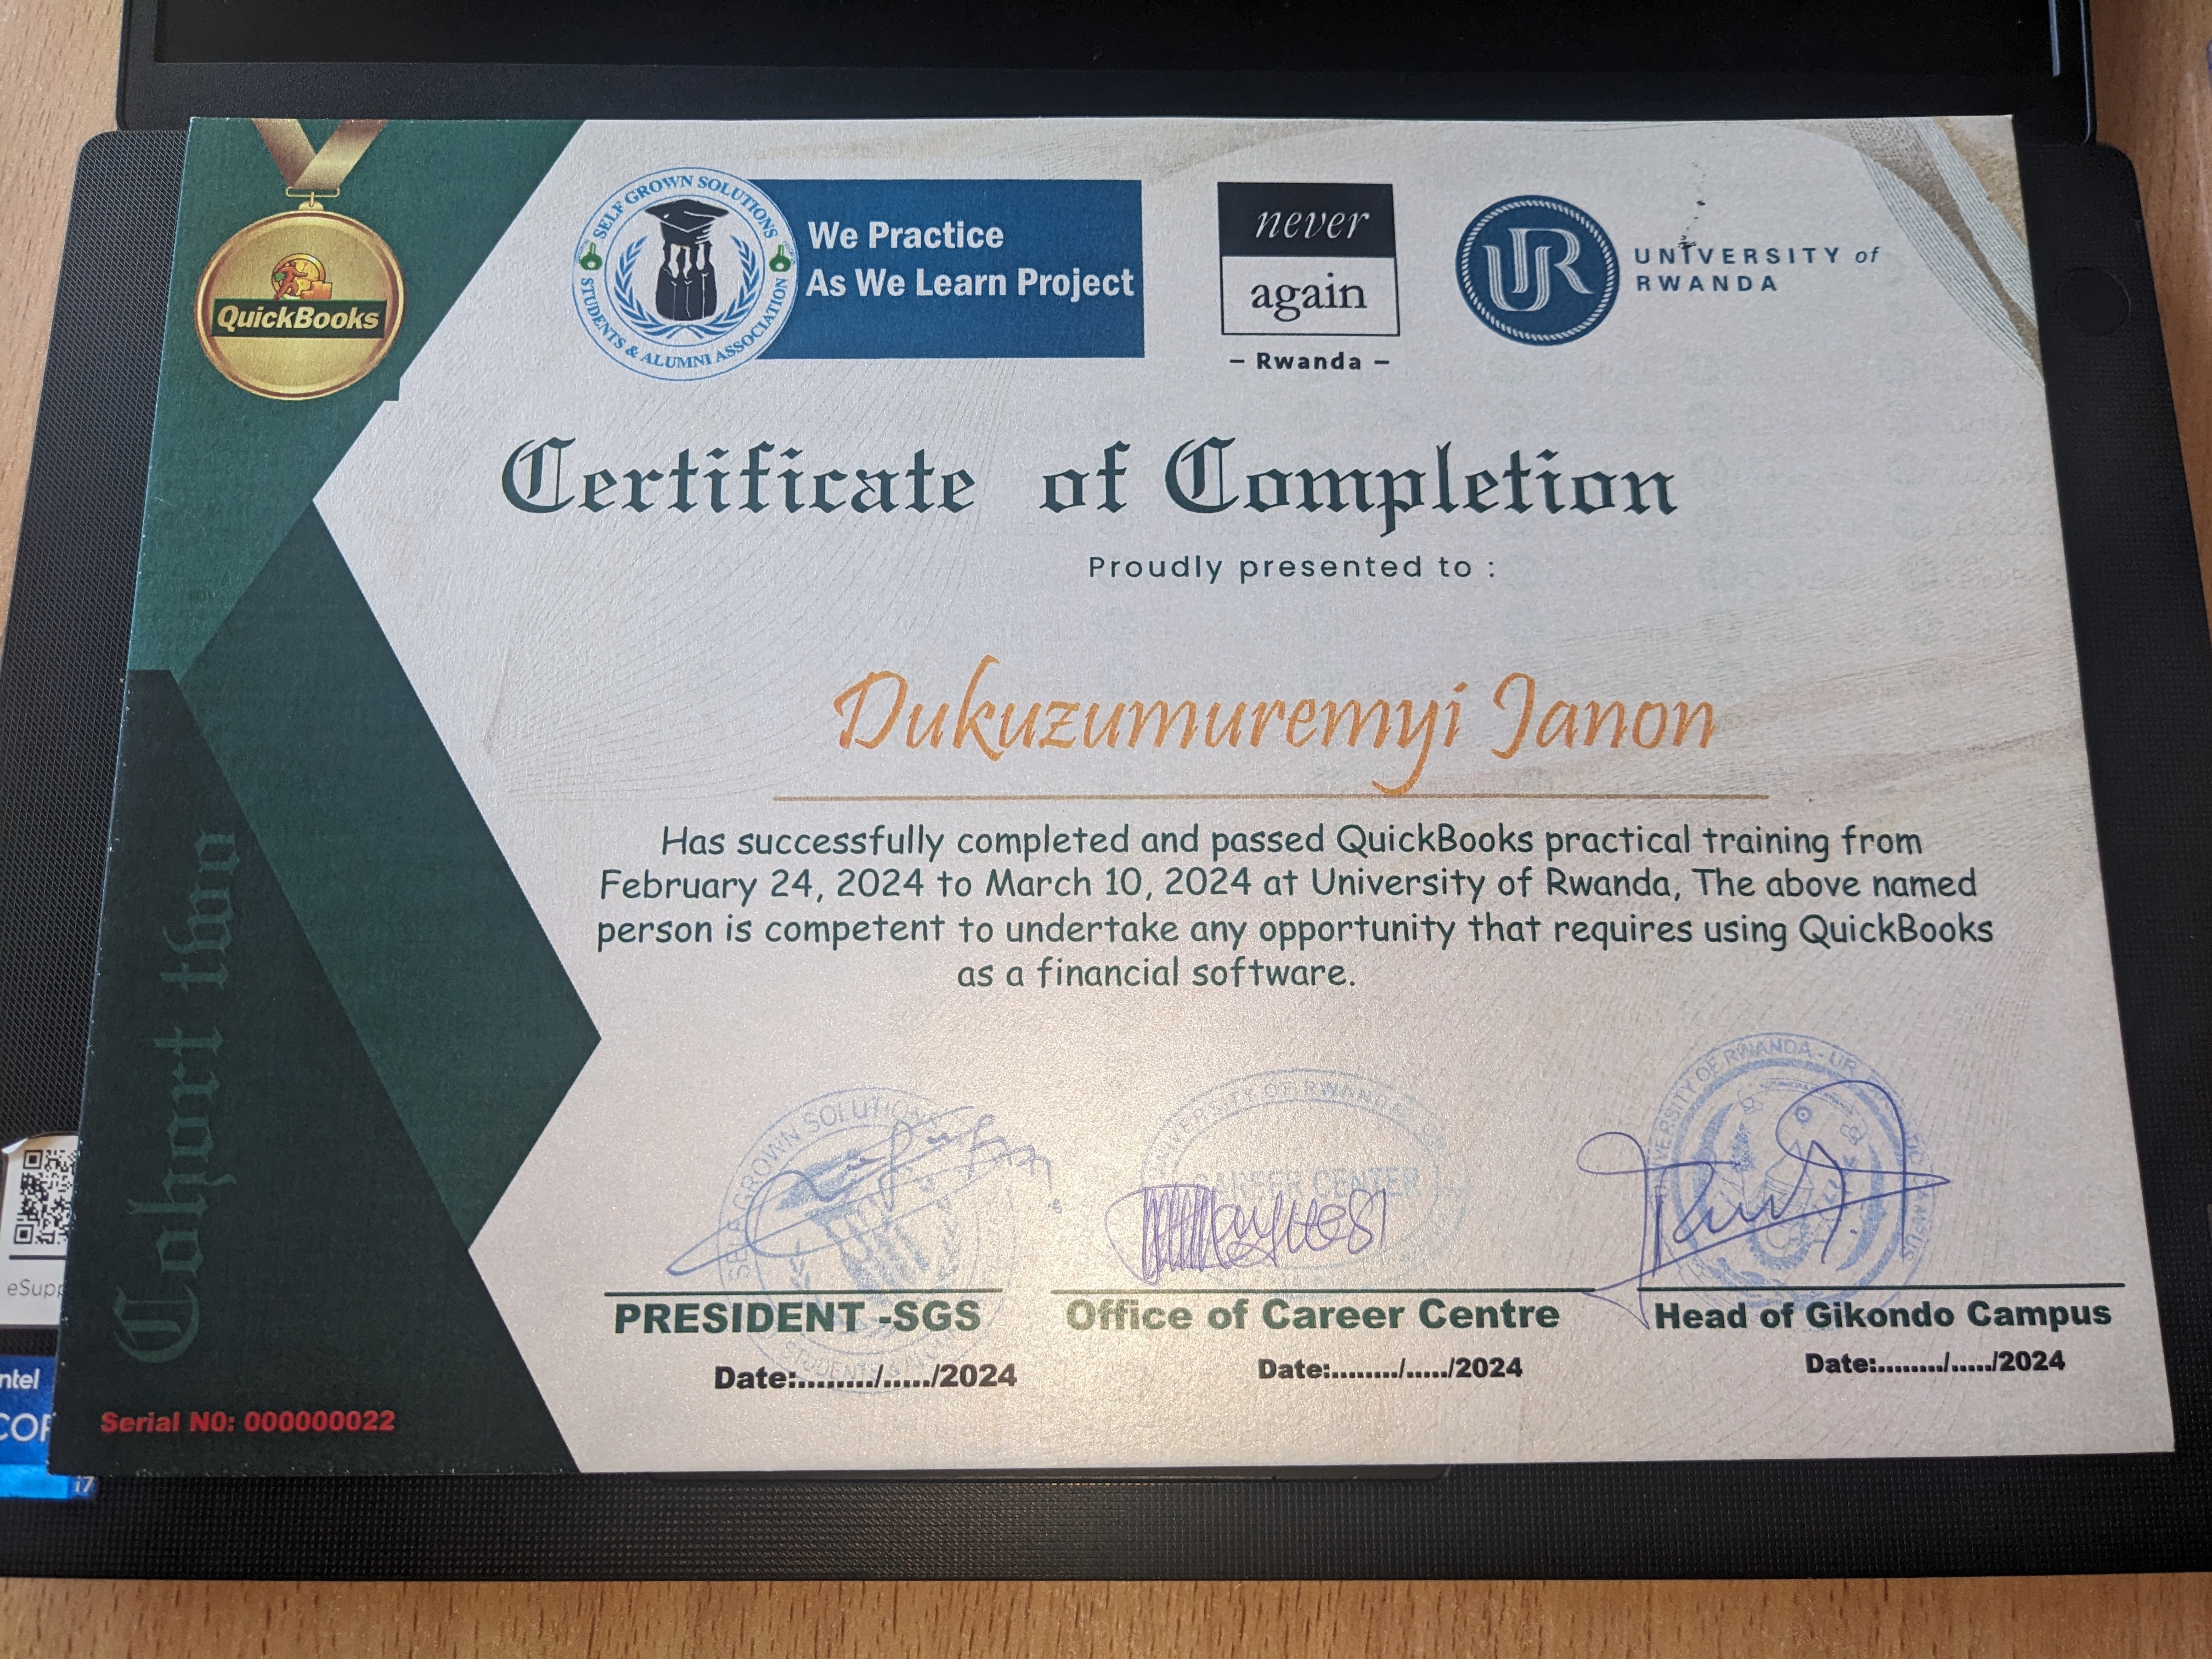 QuickBooks
SELF GROWN SOLUTIONS
STUDENTS & ALUMNI ASSOCIATION
We Practice
As We Learn Project
never
again
– Rwanda –
UR
UNIVERSITY of
RWANDA
Certificate of Completion
Proudly presented to :
Dukuzumuremyi Janon
Has successfully completed and passed QuickBooks practical training from
February 24, 2024 to March 10, 2024 at University of Rwanda, The above named
person is competent to undertake any opportunity that requires using QuickBooks
as a financial software.
Cohort two
SELF GROWN SOLUTIONS
STUDENTS &
UNIVERSITY OF RWANDA
CAREER CENTER
UNIVERSITY OF RWANDA - UR
PRESIDENT -SGS
Office of Career Centre
Head of Gikondo Campus
Date:......../...../2024
Date:......../...../2024
Date:......../...../2024
Serial N0: 000000022
eSupp
intel
COR
i7